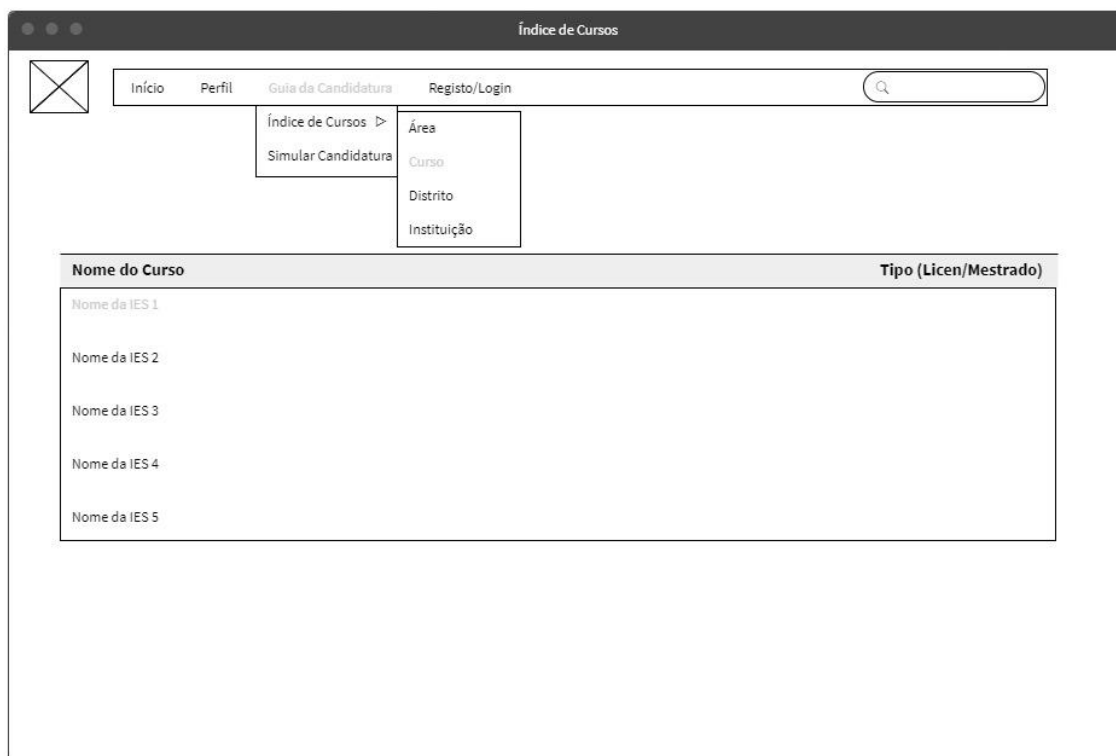 Índice de Cursos
Início Perfil Guia da Candidatura Registo/Login
Índice de Cursos
Simular Candidatura
Área
Curso
Distrito
Instituição
Nome do Curso Tipo (Licen/Mestrado)
Nome da IES 1
Nome da IES 2
Nome da IES 3
Nome da IES 4
Nome da IES 5